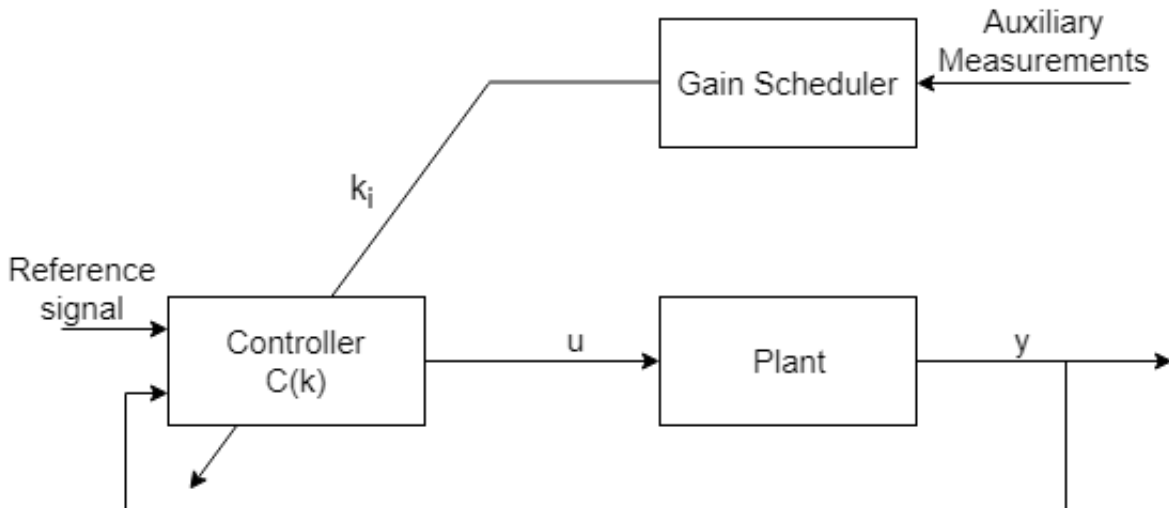 Auxiliary
Measurements
Gain Scheduler
kᵢ
Reference
signal
Controller
C(k)
u
Plant
y